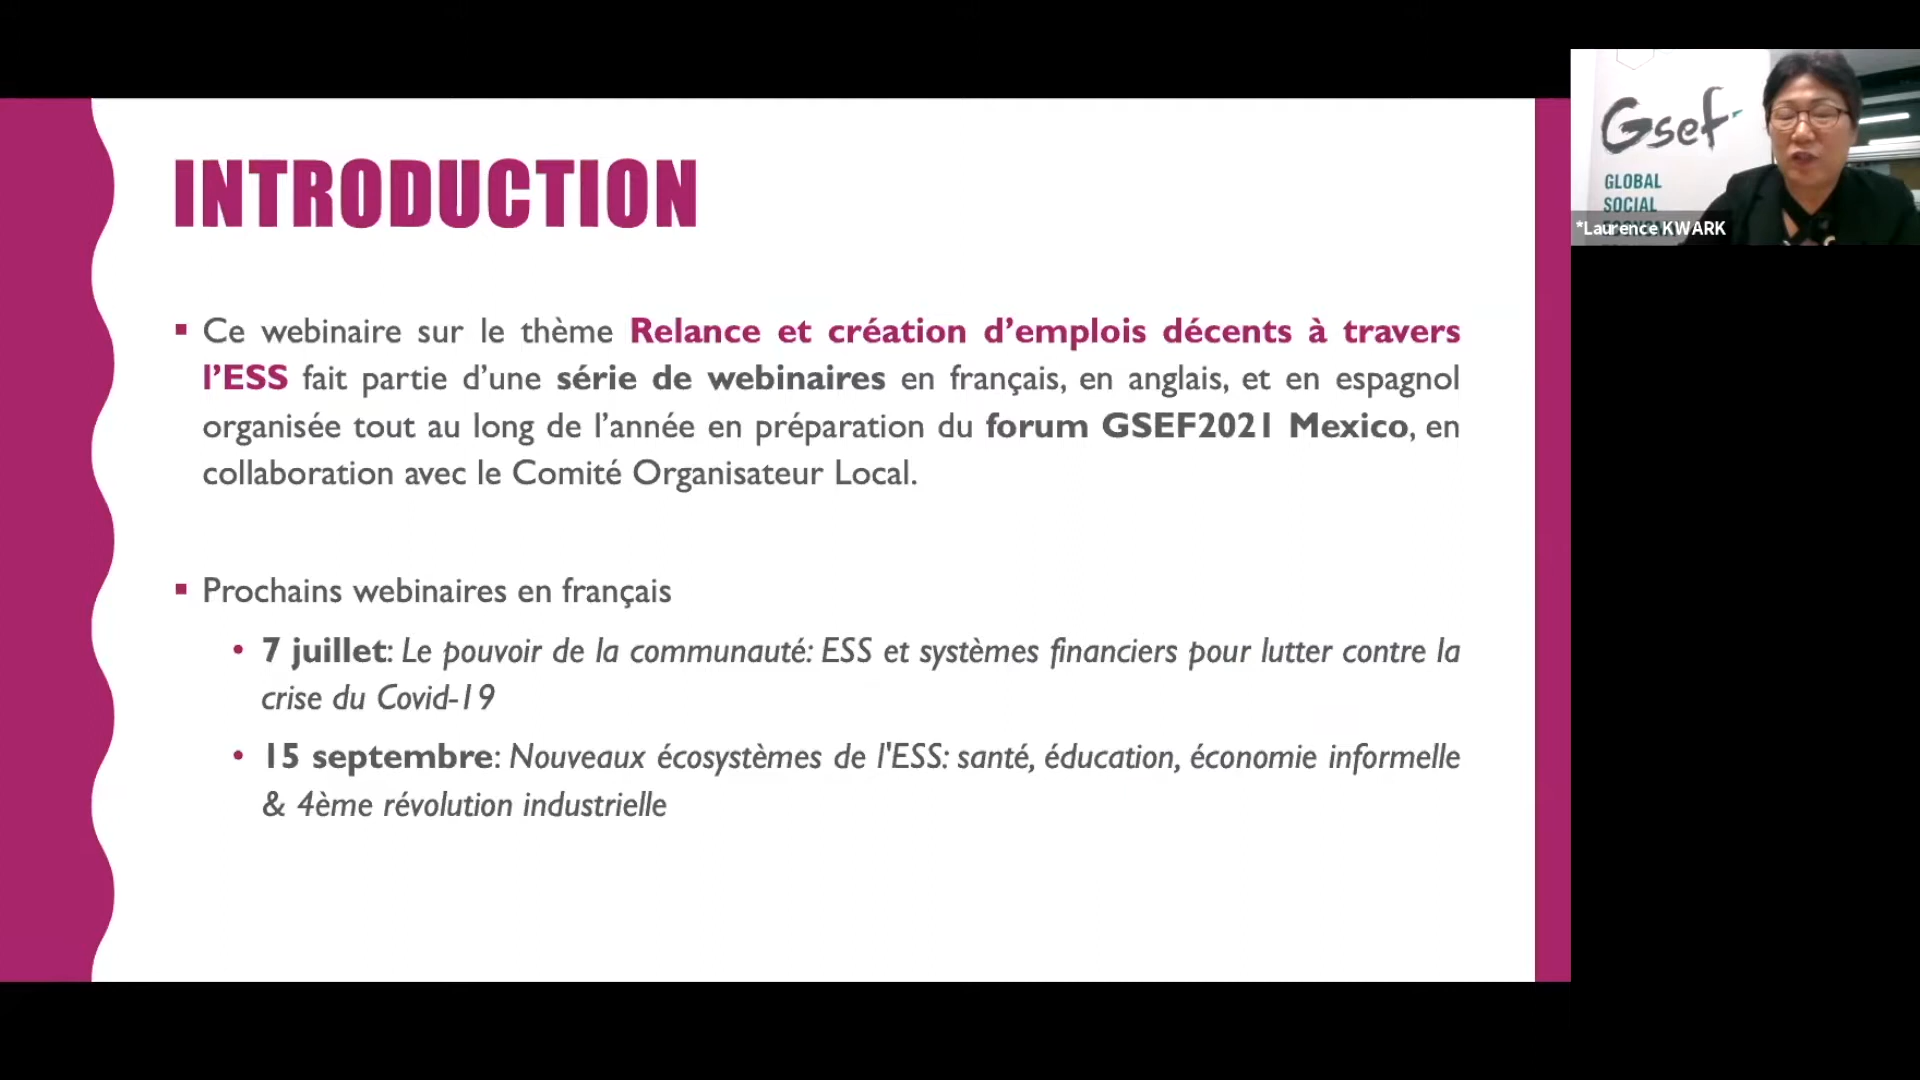 INTRODUCTION
▪ Ce webinaire sur le thème Relance et création d’emplois décents à travers
l’ESS fait partie d’une série de webinaires en français, en anglais, et en espagnol
organisée tout au long de l’année en préparation du forum GSEF2021 Mexico, en
collaboration avec le Comité Organisateur Local.
▪ Prochains webinaires en français
• 7 juillet: Le pouvoir de la communauté: ESS et systèmes financiers pour lutter contre la
crise du Covid-19
• 15 septembre: Nouveaux écosystèmes de l'ESS: santé, éducation, économie informelle
& 4ème révolution industrielle
Gsef
GLOBAL
SOCIAL
*Laurence KWARK